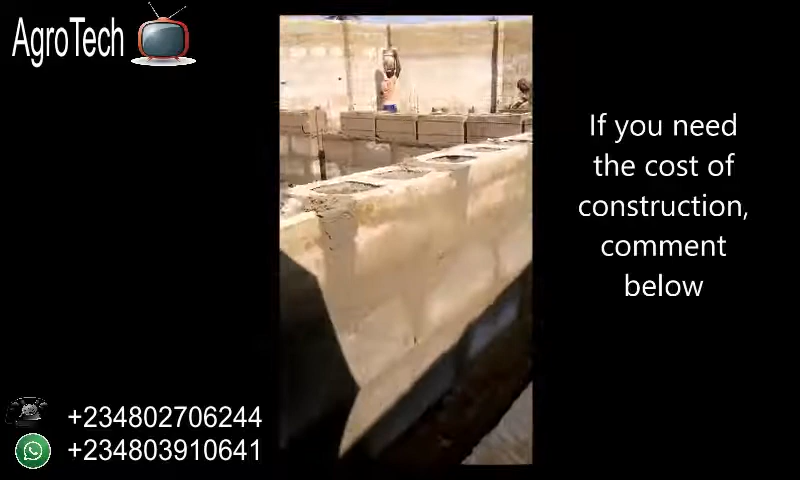 AgroTech
If you need
the cost of
construction,
comment
below
+234802706244
+234803910641